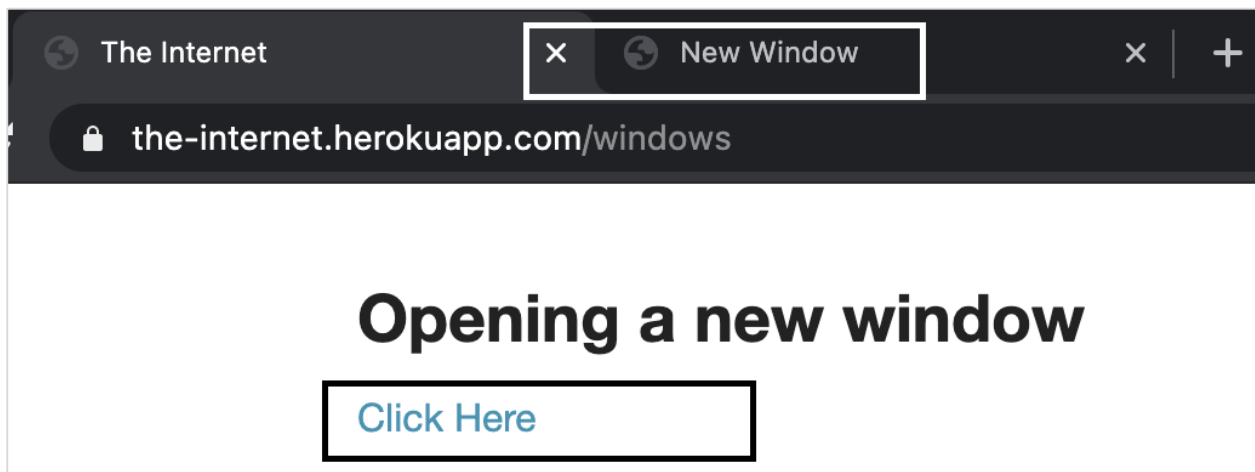 The Internet
New Window
the-internet.herokuapp.com/windows
Opening a new window
Click Here